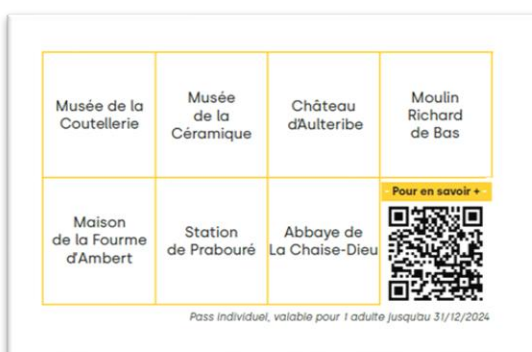 Musée de la
Coutellerie
Musée
de la
Céramique
Château
d'Aulteribe
Moulin
Richard
de Bas
Maison
de la Fourme
d'Ambert
Station
de Prabouré
Abbaye de
La Chaise-Dieu
- Pour en savoir + -
Pass individuel, valable pour 1 adulte jusqu'au 31/12/2024